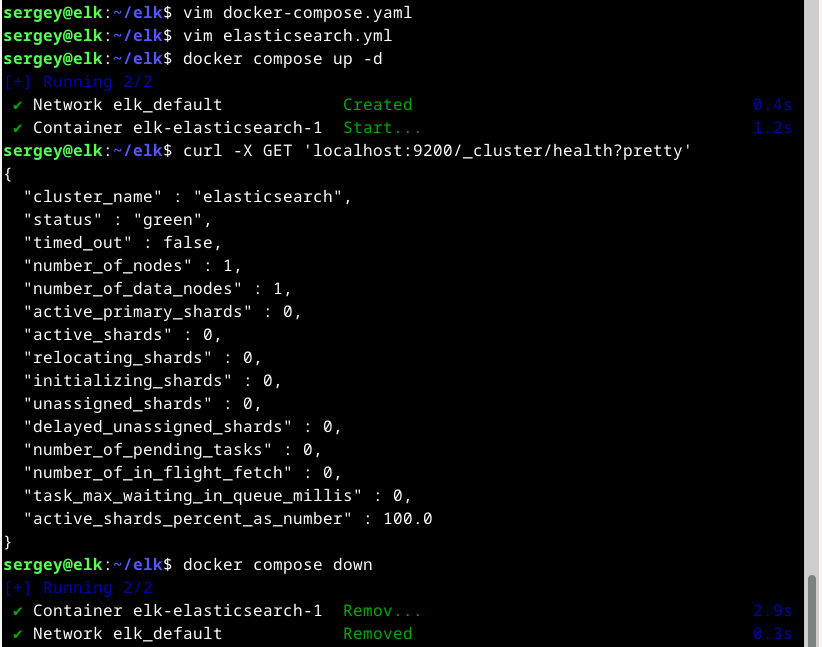 sergey@elk:~/elk$ vim docker-compose.yaml
sergey@elk:~/elk$ vim elasticsearch.yml
sergey@elk:~/elk$ docker compose up -d
[+] Running 2/2
✔ Network elk_default Created 0.4s
✔ Container elk-elasticsearch-1 Start... 1.2s
sergey@elk:~/elk$ curl -X GET 'localhost:9200/_cluster/health?pretty'
{
  "cluster_name" : "elasticsearch",
  "status" : "green",
  "timed_out" : false,
  "number_of_nodes" : 1,
  "number_of_data_nodes" : 1,
  "active_primary_shards" : 0,
  "active_shards" : 0,
  "relocating_shards" : 0,
  "initializing_shards" : 0,
  "unassigned_shards" : 0,
  "delayed_unassigned_shards" : 0,
  "number_of_pending_tasks" : 0,
  "number_of_in_flight_fetch" : 0,
  "task_max_waiting_in_queue_millis" : 0,
  "active_shards_percent_as_number" : 100.0
}
sergey@elk:~/elk$ docker compose down
[+] Running 2/2
✔ Container elk-elasticsearch-1 Remov... 2.9s
✔ Network elk_default Removed 0.3s